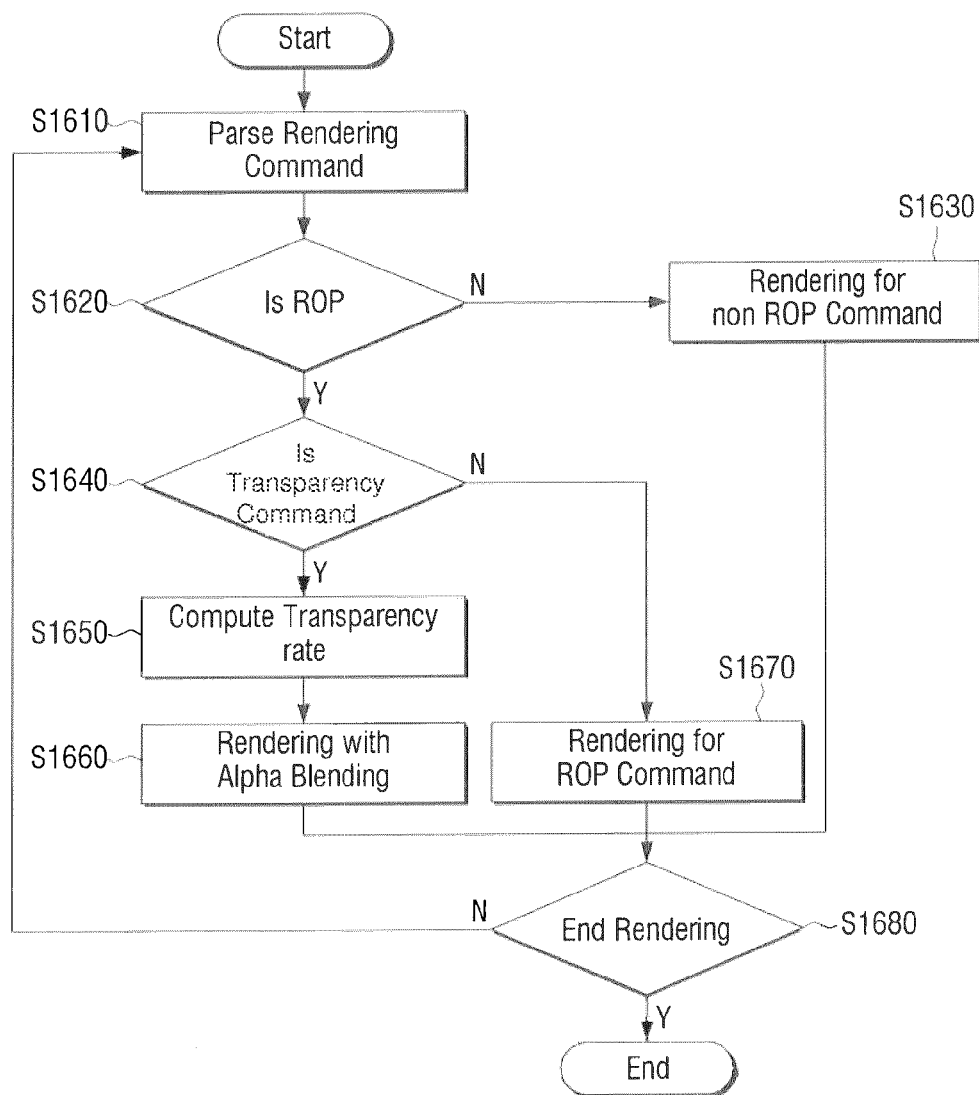 Start
S1610
Parse Rendering
Command
S1630
S1620
Is ROP
N
Rendering for
non ROP Command
Y
S1640
Is
Transparency
Command
N
Y
S1650
Compute Transparency
rate
S1670
S1660
Rendering with
Alpha Blending
Rendering for
ROP Command
N
End Rendering
S1680
Y
End